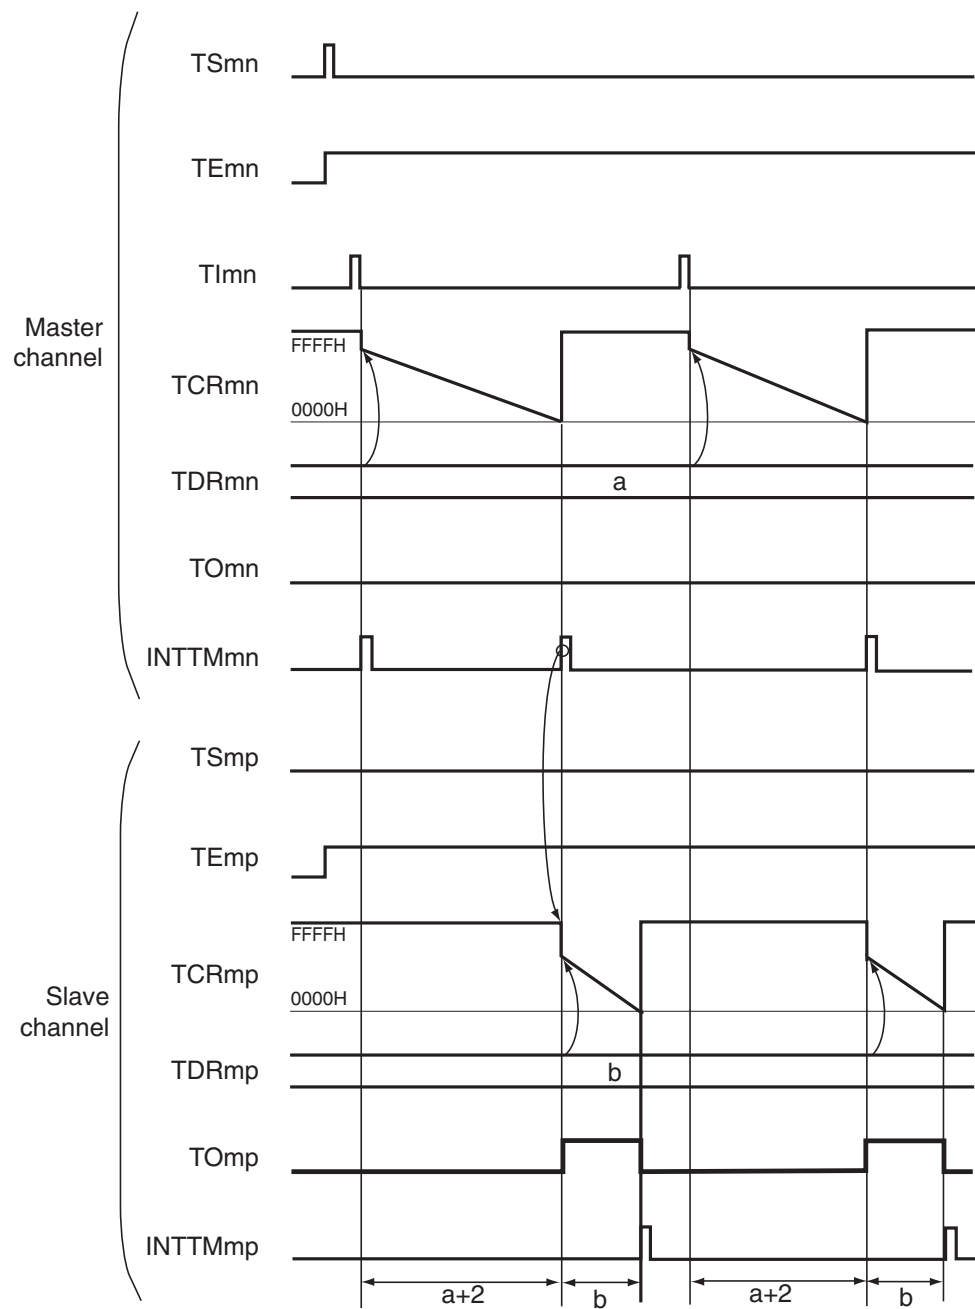 TSmn
TEmn
TImn
Master
channel
FFFFH
TCRmn
0000H
TDRmn
a
TOmn
INTTMmn
TSmp
TEmp
FFFFH
TCRmp
0000H
Slave
channel
TDRmp
b
TOmp
INTTMmp
a+2 b a+2 b